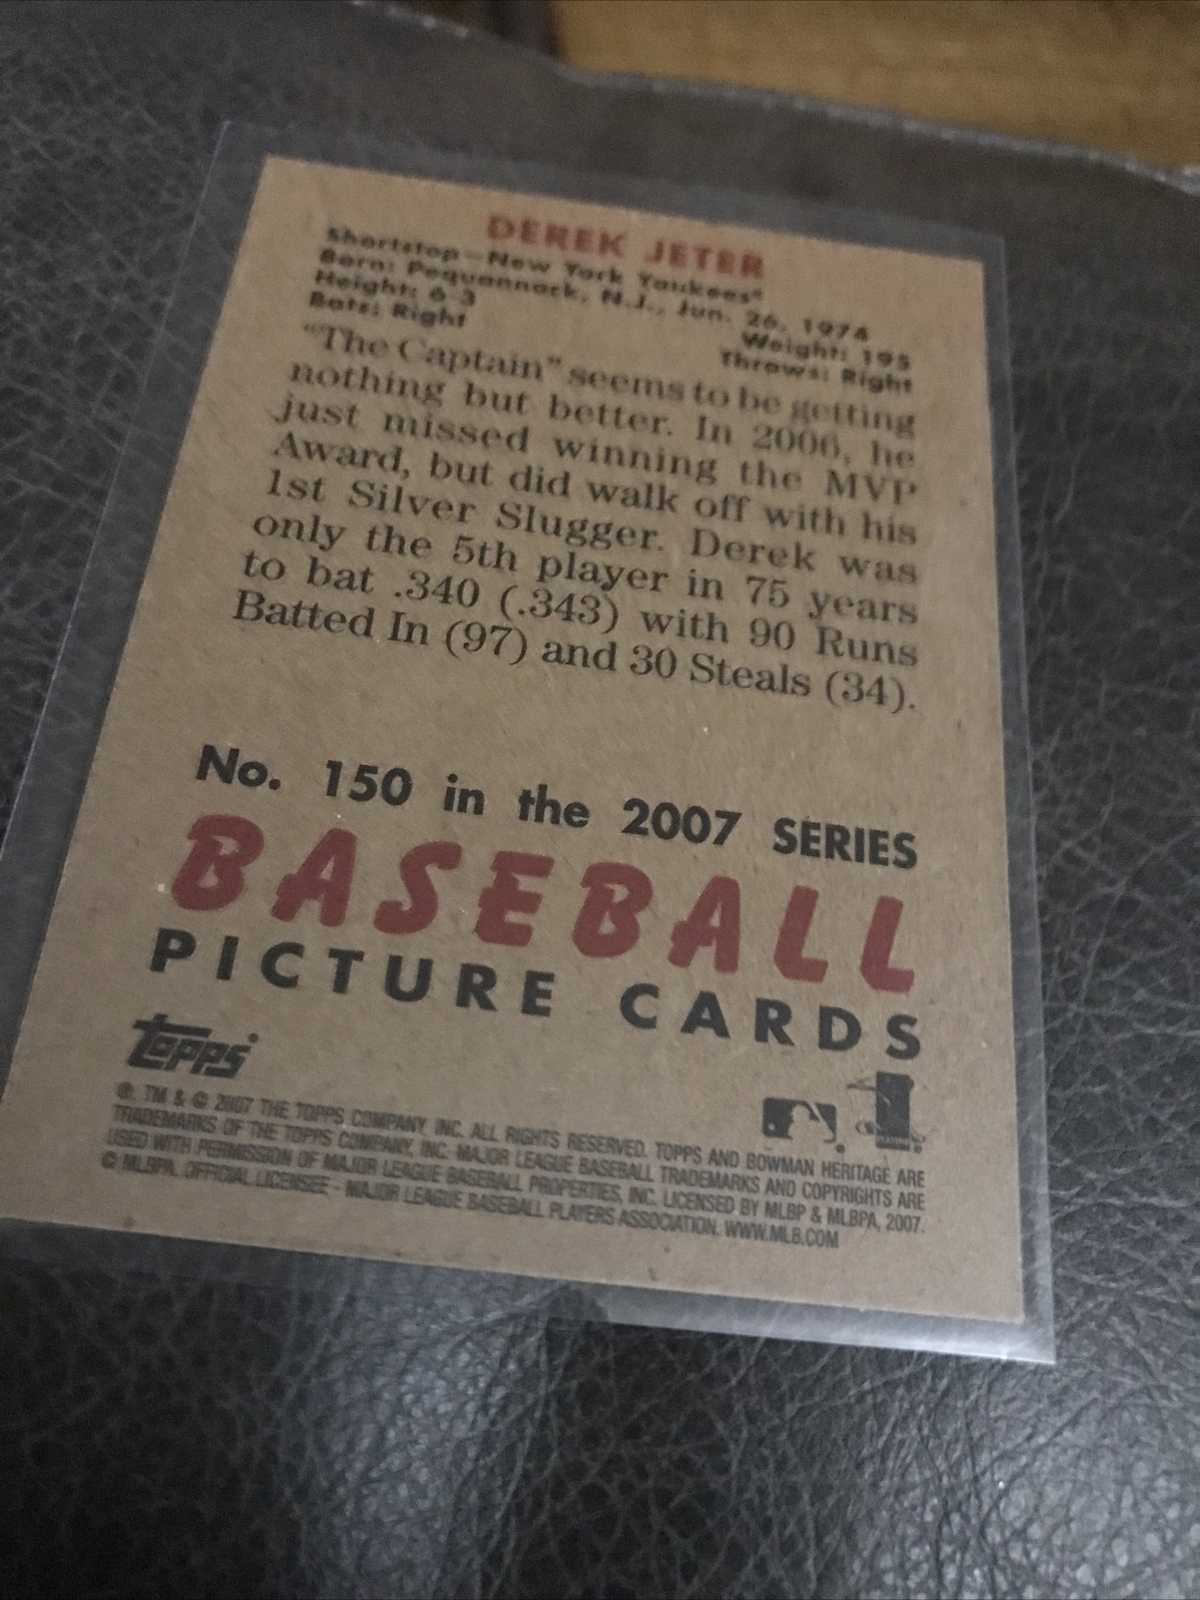 DEREK JETER
Shortstop—New York Yankees®
Born: Pequannock, N.J., Jun. 26, 1974
Height: 6-3 Weight: 195
Bats: Right Throws: Right
"The Captain" seems to be getting
nothing but better. In 2006, he
just missed winning the MVP
Award, but did walk off with his
1st Silver Slugger. Derek was
only the 5th player in 75 years
to bat .340 (.343) with 90 Runs
Batted In (97) and 30 Steals (34).
No. 150 in the 2007 SERIES
BASEBALL
PICTURE CARDS
Topps®
®, TM & © 2007 THE TOPPS COMPANY, INC. ALL RIGHTS RESERVED. TOPPS AND BOWMAN HERITAGE ARE
TRADEMARKS OF THE TOPPS COMPANY, INC. MAJOR LEAGUE BASEBALL TRADEMARKS AND COPYRIGHTS ARE
USED WITH PERMISSION OF MAJOR LEAGUE BASEBALL PROPERTIES, INC. LICENSED BY MLBP & MLBPA, 2007.
© MLBPA. OFFICIAL LICENSEE - MAJOR LEAGUE BASEBALL PLAYERS ASSOCIATION. WWW.MLB.COM